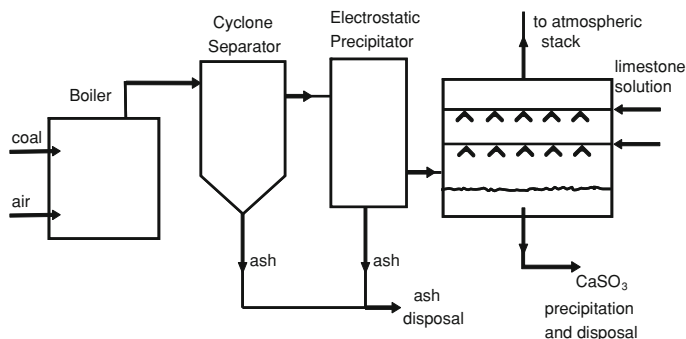 Cyclone
Separator
Electrostatic
Precipitator
to atmospheric
stack
limestone
solution
Boiler
coal
air
ash
ash
ash
disposal
CaSO₃
precipitation
and disposal